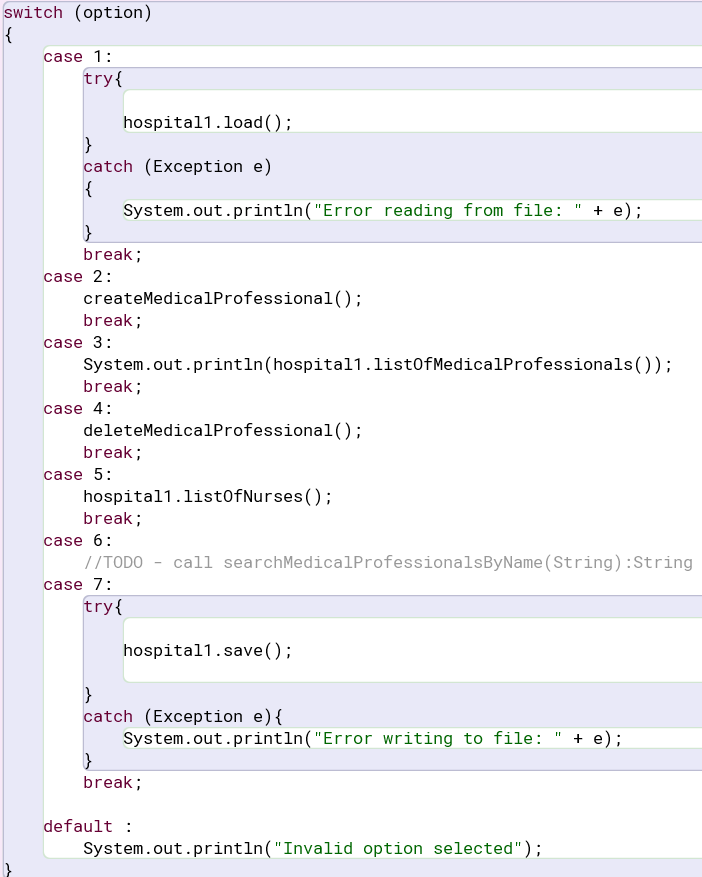 switch (option)
{
case 1:
try{
hospital1.load();
}
catch (Exception e)
{
System.out.println("Error reading from file: " + e);
}
break;
case 2:
createMedicalProfessional();
break;
case 3:
System.out.println(hospital1.listOfMedicalProfessionals());
break;
case 4:
deleteMedicalProfessional();
break;
case 5:
hospital1.listOfNurses();
break;
case 6:
//TODO - call searchMedicalProfessionalsByName(String):String
case 7:
try{
hospital1.save();
}
catch (Exception e){
System.out.println("Error writing to file: " + e);
}
break;
default :
System.out.println("Invalid option selected");
}